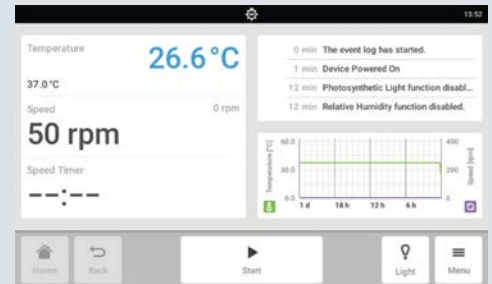 13:52
Temperature
26.6°C
37.0°C
Speed
0 rpm
50 rpm
Speed Timer
--:--
0 min The event log has started.
1 min Device Powered On
12 min Photosynthetic Light function disabl...
12 min Relative Humidity function disabled.
Temperature [°C]
60.0
30.0
0.0
400
200
0
Speed [rpm]
1 d 18 h 12 h 6 h
Home
Back
Start
Light
Menu